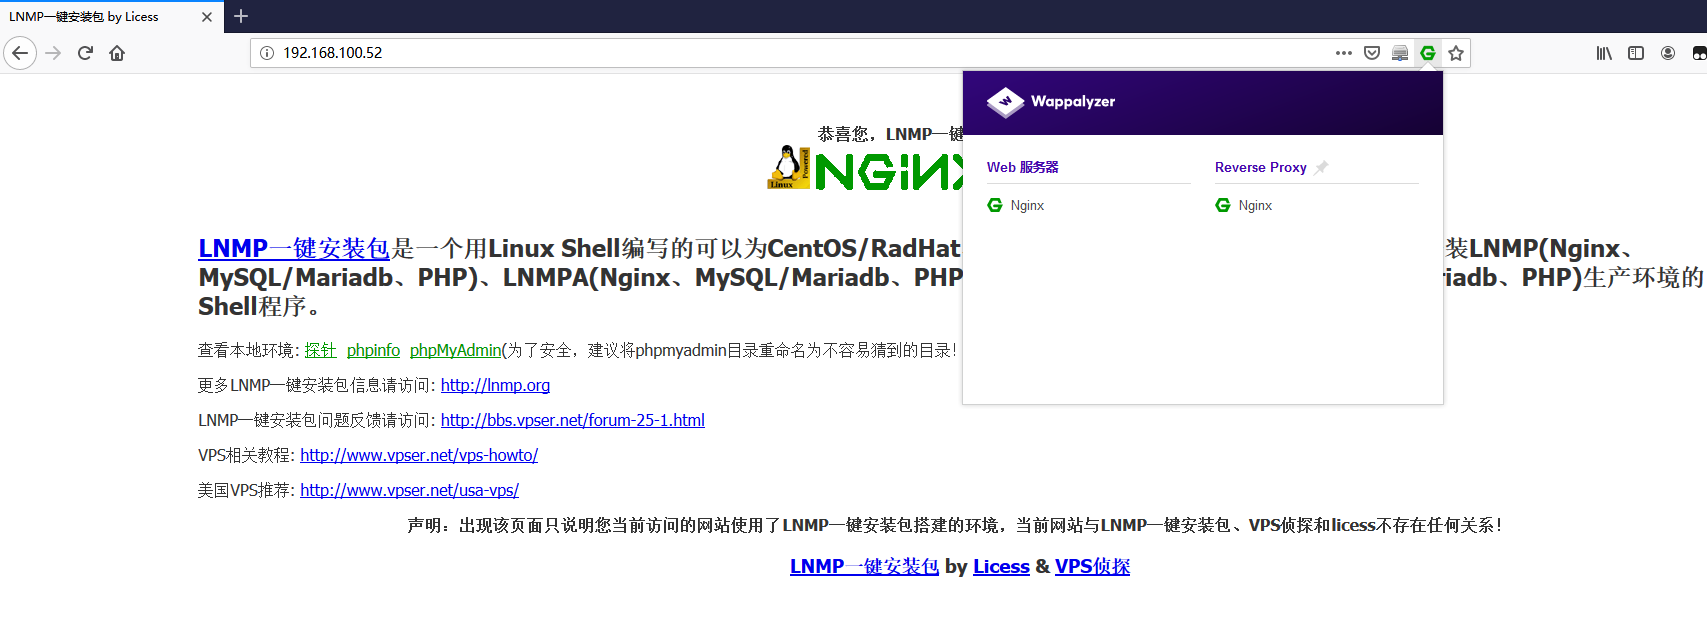 LNMP一键安装包 by Licess
192.168.100.52
Wappalyzer
恭喜您，LNMP一键
Linux Powered
NGiNX
Web 服务器
Reverse Proxy
Nginx
Nginx
LNMP一键安装包是一个用Linux Shell编写的可以为CentOS/RadHat 装LNMP(Nginx、
MySQL/Mariadb、PHP)、LNMPA(Nginx、MySQL/Mariadb、PHP iadb、PHP)生产环境的
Shell程序。
查看本地环境: 探针 phpinfo phpMyAdmin(为了安全，建议将phpmyadmin目录重命名为不容易猜到的目录！
更多LNMP一键安装包信息请访问: http://lnmp.org
LNMP一键安装包问题反馈请访问: http://bbs.vpser.net/forum-25-1.html
VPS相关教程: http://www.vpser.net/vps-howto/
美国VPS推荐: http://www.vpser.net/usa-vps/
声明：出现该页面只说明您当前访问的网站使用了LNMP一键安装包搭建的环境，当前网站与LNMP一键安装包、VPS侦探和licess不存在任何关系！
LNMP一键安装包 by Licess & VPS侦探